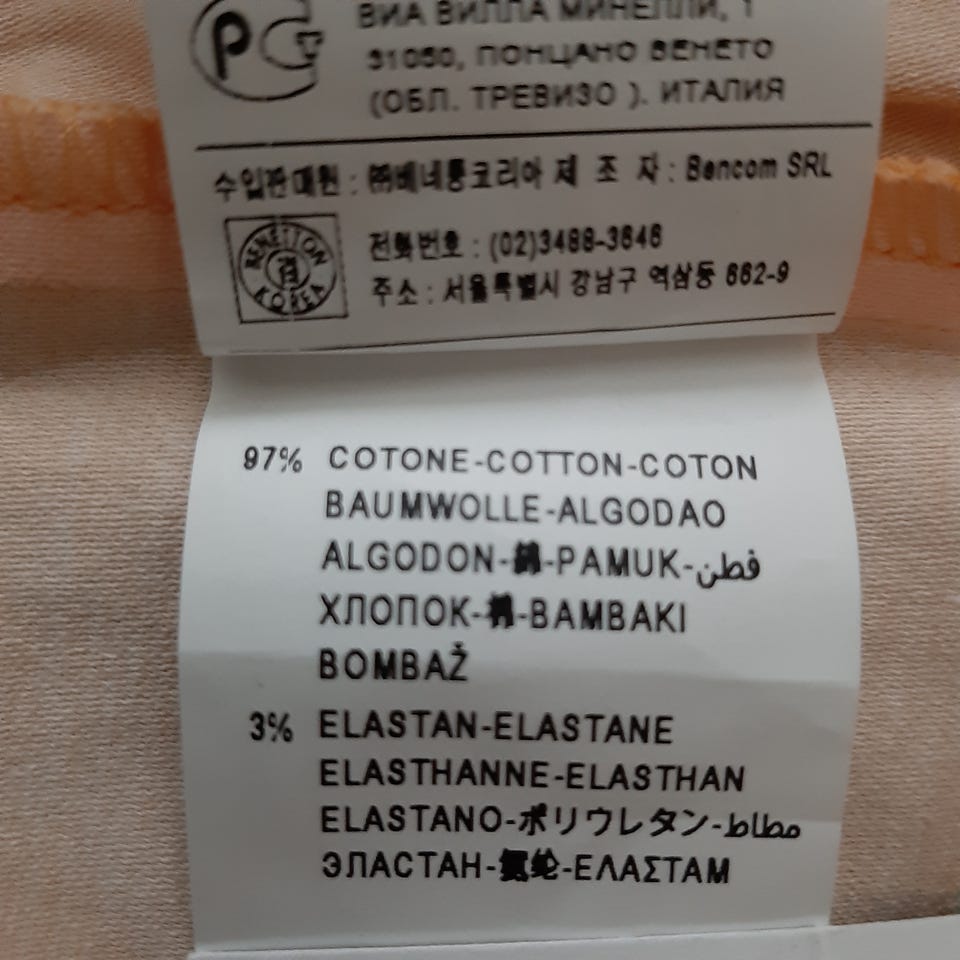 ВИА ВИЛЛА МИНЕЛЛИ, 1
31050, ПОНЦАНО ВЕНЕТО
(ОБЛ. ТРЕВИЗО ). ИТАЛИЯ
수입판매원 : ㈜베네통코리아 제 조 자 : Bencom SRL
BENETTON KOREA
전화번호 : (02)3488-3646
주소 : 서울특별시 강남구 역삼동 662-9
97% COTONE-COTTON-COTON
BAUMWOLLE-ALGODAO
ALGODON-綿-PAMUK-قطن
ХЛОПОК-棉-BAMBAKI
BOMBAŽ
3% ELASTAN-ELASTANE
ELASTHANNE-ELASTHAN
ELASTANO-ポリウレタン-مطاط
ЭЛАСТАН-氨纶-ΕΛΑΣΤΑΜ